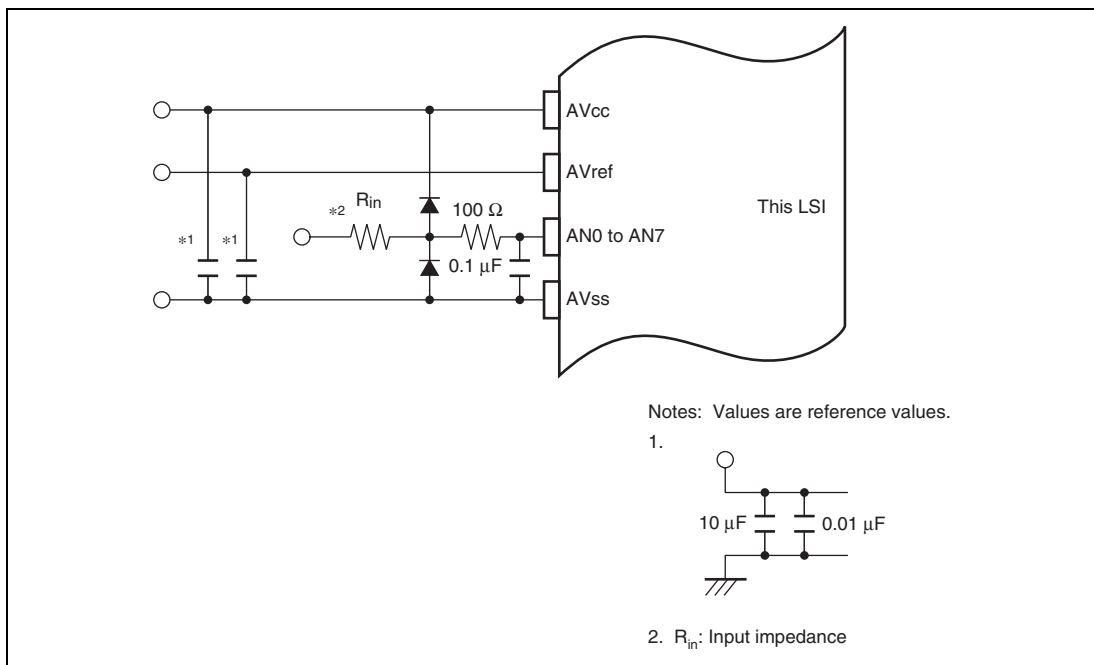 AVcc
AVref
This LSI
*2 Rin
100 Ω
AN0 to AN7
*1 *1
0.1 μF
AVss
Notes: Values are reference values.
1.
10 μF
0.01 μF
2. Rin: Input impedance